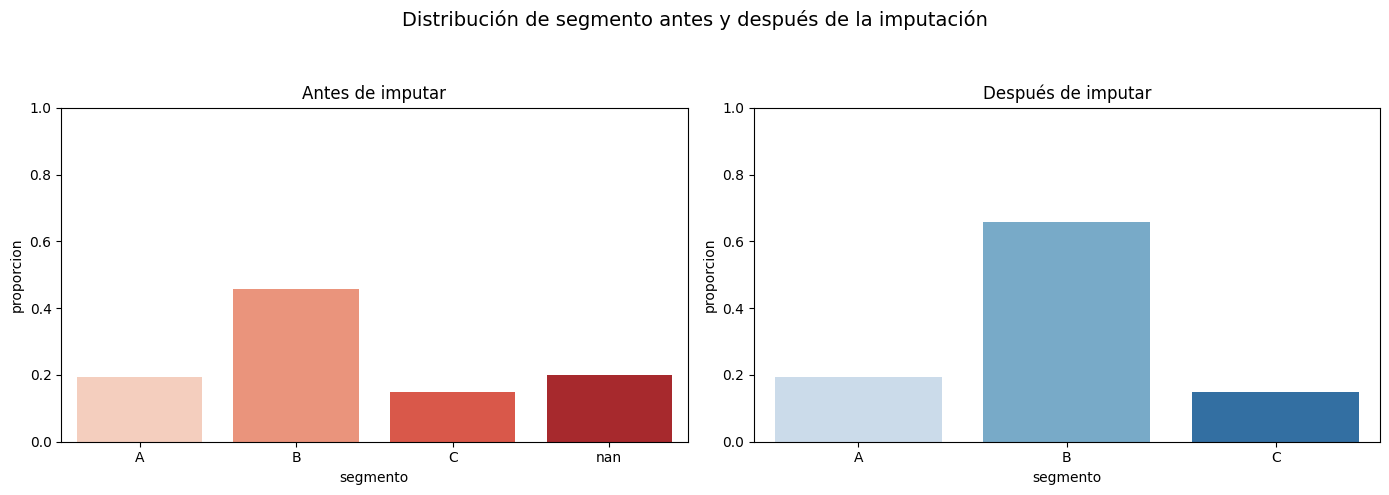 Distribución de segmento antes y después de la imputación
Antes de imputar
1.0
0.8
0.6
0.4
0.2
0.0
proporcion
A B C nan
segmento
Después de imputar
1.0
0.8
0.6
0.4
0.2
0.0
proporcion
A B C
segmento